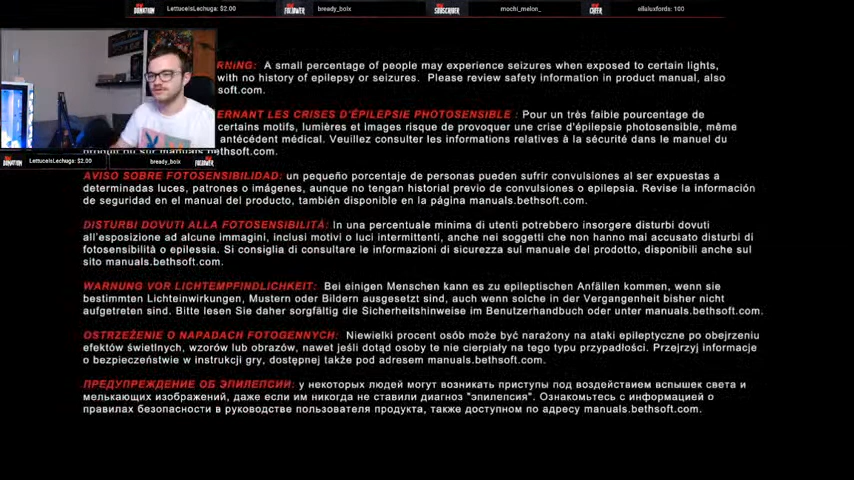 DONATION LettuceIsLechuga: $2.00 FOLLOWER bready_boix SUBSCRIBER mochi_melon_ CHEER ellaluxfords: 100
RNING: A small percentage of people may experience seizures when exposed to certain lights,
with no history of epilepsy or seizures. Please review safety information in product manual, also
soft.com.
ERNANT LES CRISES D'ÉPILEPSIE PHOTOSENSIBLE : Pour un très faible pourcentage de
certains motifs, lumières et images risque de provoquer une crise d'épilepsie photosensible, même
antécédent médical. Veuillez consulter les informations relatives à la sécurité dans le manuel du
produit ou sur manuals.bethsoft.com.
DONATION LettuceIsLechuga: $2.00 bready_boix FOLLOWER
AVISO SOBRE FOTOSENSIBILIDAD: un pequeño porcentaje de personas pueden sufrir convulsiones al ser expuestas a
determinadas luces, patrones o imágenes, aunque no tengan historial previo de convulsiones o epilepsia. Revise la información
de seguridad en el manual del producto, también disponible en la página manuals.bethsoft.com.
DISTURBI DOVUTI ALLA FOTOSENSIBILITÀ: In una percentuale minima di utenti potrebbero insorgere disturbi dovuti
all'esposizione ad alcune immagini, inclusi motivi o luci intermittenti, anche nei soggetti che non hanno mai accusato disturbi di
fotosensibilità o epilessia. Si consiglia di consultare le informazioni di sicurezza sul manuale del prodotto, disponibili anche sul
sito manuals.bethsoft.com.
WARNUNG VOR LICHTEMPFINDLICHKEIT: Bei einigen Menschen kann es zu epileptischen Anfällen kommen, wenn sie
bestimmten Lichteinwirkungen, Mustern oder Bildern ausgesetzt sind, auch wenn solche in der Vergangenheit bisher nicht
aufgetreten sind. Bitte lesen Sie daher sorgfältig die Sicherheitshinweise im Benutzerhandbuch oder unter manuals.bethsoft.com.
OSTRZEŻENIE O NAPADACH FOTOGENNYCH: Niewielki procent osób może być narażony na ataki epileptyczne po obejrzeniu
efektów świetlnych, wzorów lub obrazów, nawet jeśli dotąd osoby te nie cierpiały na tego typu przypadłości. Przejrzyj informacje
o bezpieczeństwie w instrukcji gry, dostępnej także pod adresem manuals.bethsoft.com.
ПРЕДУПРЕЖДЕНИЕ ОБ ЭПИЛЕПСИИ: у некоторых людей могут возникать приступы под воздействием вспышек света и
мелькающих изображений, даже если им никогда не ставили диагноз "эпилепсия". Ознакомьтесь с информацией о
правилах безопасности в руководстве пользователя продукта, также доступном по адресу manuals.bethsoft.com.